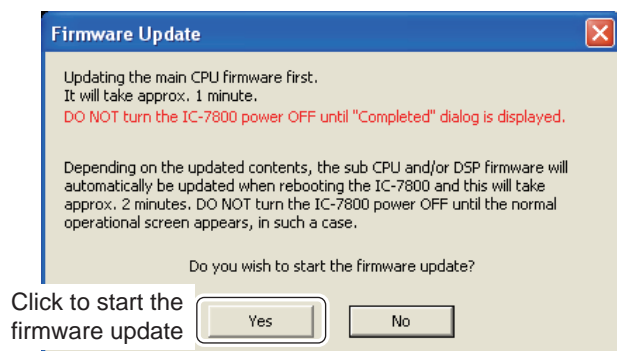 Firmware Update
Updating the main CPU firmware first.
It will take approx. 1 minute.
DO NOT turn the IC-7800 power OFF until "Completed" dialog is displayed.
Depending on the updated contents, the sub CPU and/or DSP firmware will
automatically be updated when rebooting the IC-7800 and this will take
approx. 2 minutes. DO NOT turn the IC-7800 power OFF until the normal
operational screen appears, in such a case.
Do you wish to start the firmware update?
Click to start the
firmware update
Yes
No